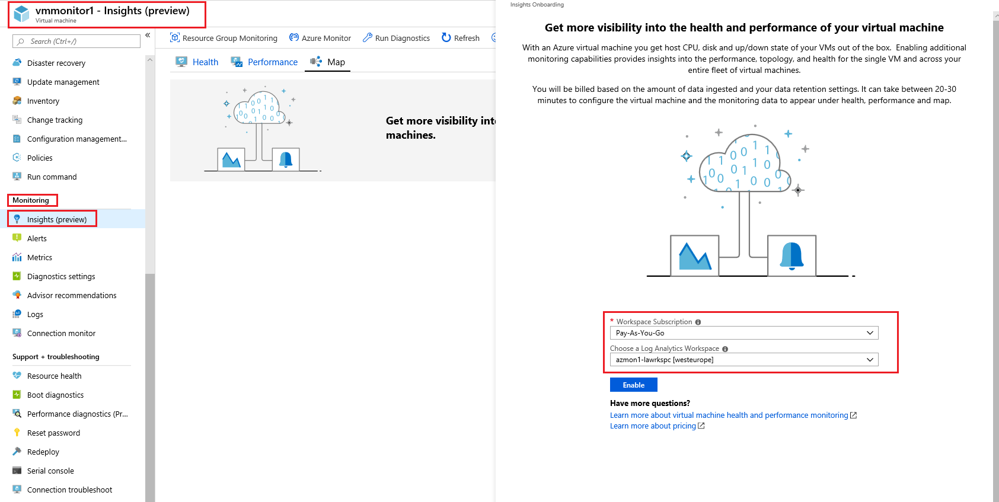 vmmonitor1 - Insights (preview)
Virtual machine
Search (Ctrl+/)
«
Disaster recovery
Update management
Inventory
Change tracking
Configuration management...
Policies
Run command
Monitoring
Insights (preview)
Alerts
Metrics
Diagnostics settings
Advisor recommendations
Logs
Connection monitor
Support + troubleshooting
Resource health
Boot diagnostics
Performance diagnostics (Pr...
Reset password
Redeploy
Serial console
Connection troubleshoot
Resource Group Monitoring
Azure Monitor
Run Diagnostics
Refresh
Health
Performance
Map
Get more visibility into
machines.
Insights Onboarding
Get more visibility into the health and performance of your virtual machine
With an Azure virtual machine you get host CPU, disk and up/down state of your VMs out of the box. Enabling additional
monitoring capabilities provides insights into the performance, topology, and health for the single VM and across your
entire fleet of virtual machines.
You will be billed based on the amount of data ingested and your data retention settings. It can take between 20-30
minutes to configure the virtual machine and the monitoring data to appear under health, performance and map.
* Workspace Subscription
Pay-As-You-Go
Choose a Log Analytics Workspace
azmon1-lawrkspc [westeurope]
Enable
Have more questions?
Learn more about virtual machine health and performance monitoring
Learn more about pricing